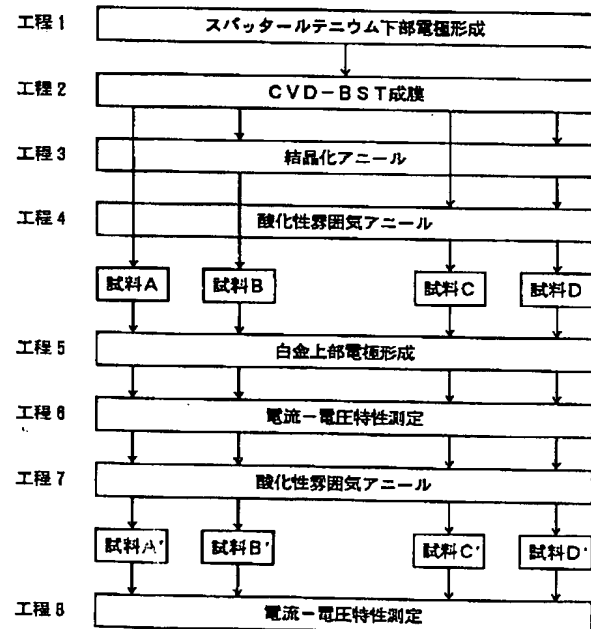 工程1 スパッタールテニウム下部電極形成
工程2 CVD-BST成膜
工程3 結晶化アニール
工程4 酸化性雰囲気アニール
試料A 試料B 試料C 試料D
工程5 白金上部電極形成
工程6 電流-電圧特性測定
工程7 酸化性雰囲気アニール
試料A' 試料B' 試料C' 試料D'
工程8 電流-電圧特性測定